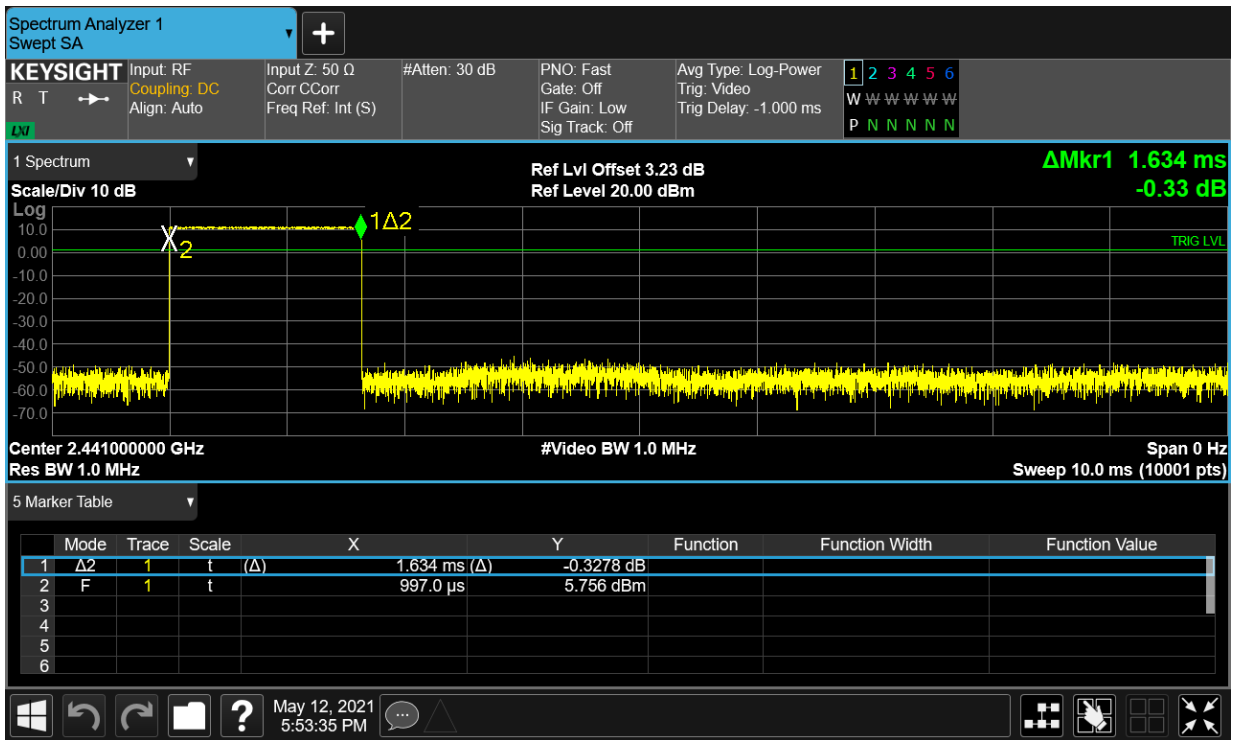 Spectrum Analyzer 1
Swept SA
KEYSIGHT
R T
LXI
Input: RF
Coupling: DC
Align: Auto
Input Z: 50 Ω
Corr CCorr
Freq Ref: Int (S)
#Atten: 30 dB
PNO: Fast
Gate: Off
IF Gain: Low
Sig Track: Off
Avg Type: Log-Power
Trig: Video
Trig Delay: -1.000 ms
1 2 3 4 5 6
W W W W W W
P N N N N N
1 Spectrum
Scale/Div 10 dB
Ref Lvl Offset 3.23 dB
Ref Level 20.00 dBm
ΔMkr1 1.634 ms
-0.33 dB
Log
10.0
0.00
-10.0
-20.0
-30.0
-40.0
-50.0
-60.0
-70.0
1Δ2
2
TRIG LVL
Center 2.441000000 GHz
Res BW 1.0 MHz
#Video BW 1.0 MHz
Span 0 Hz
Sweep 10.0 ms (10001 pts)
5 Marker Table
Mode Trace Scale X Y Function Function Width Function Value
1 Δ2 1 t (Δ) 1.634 ms (Δ) -0.3278 dB
2 F 1 t 997.0 µs 5.756 dBm
3
4
5
6
?
May 12, 2021
5:53:35 PM